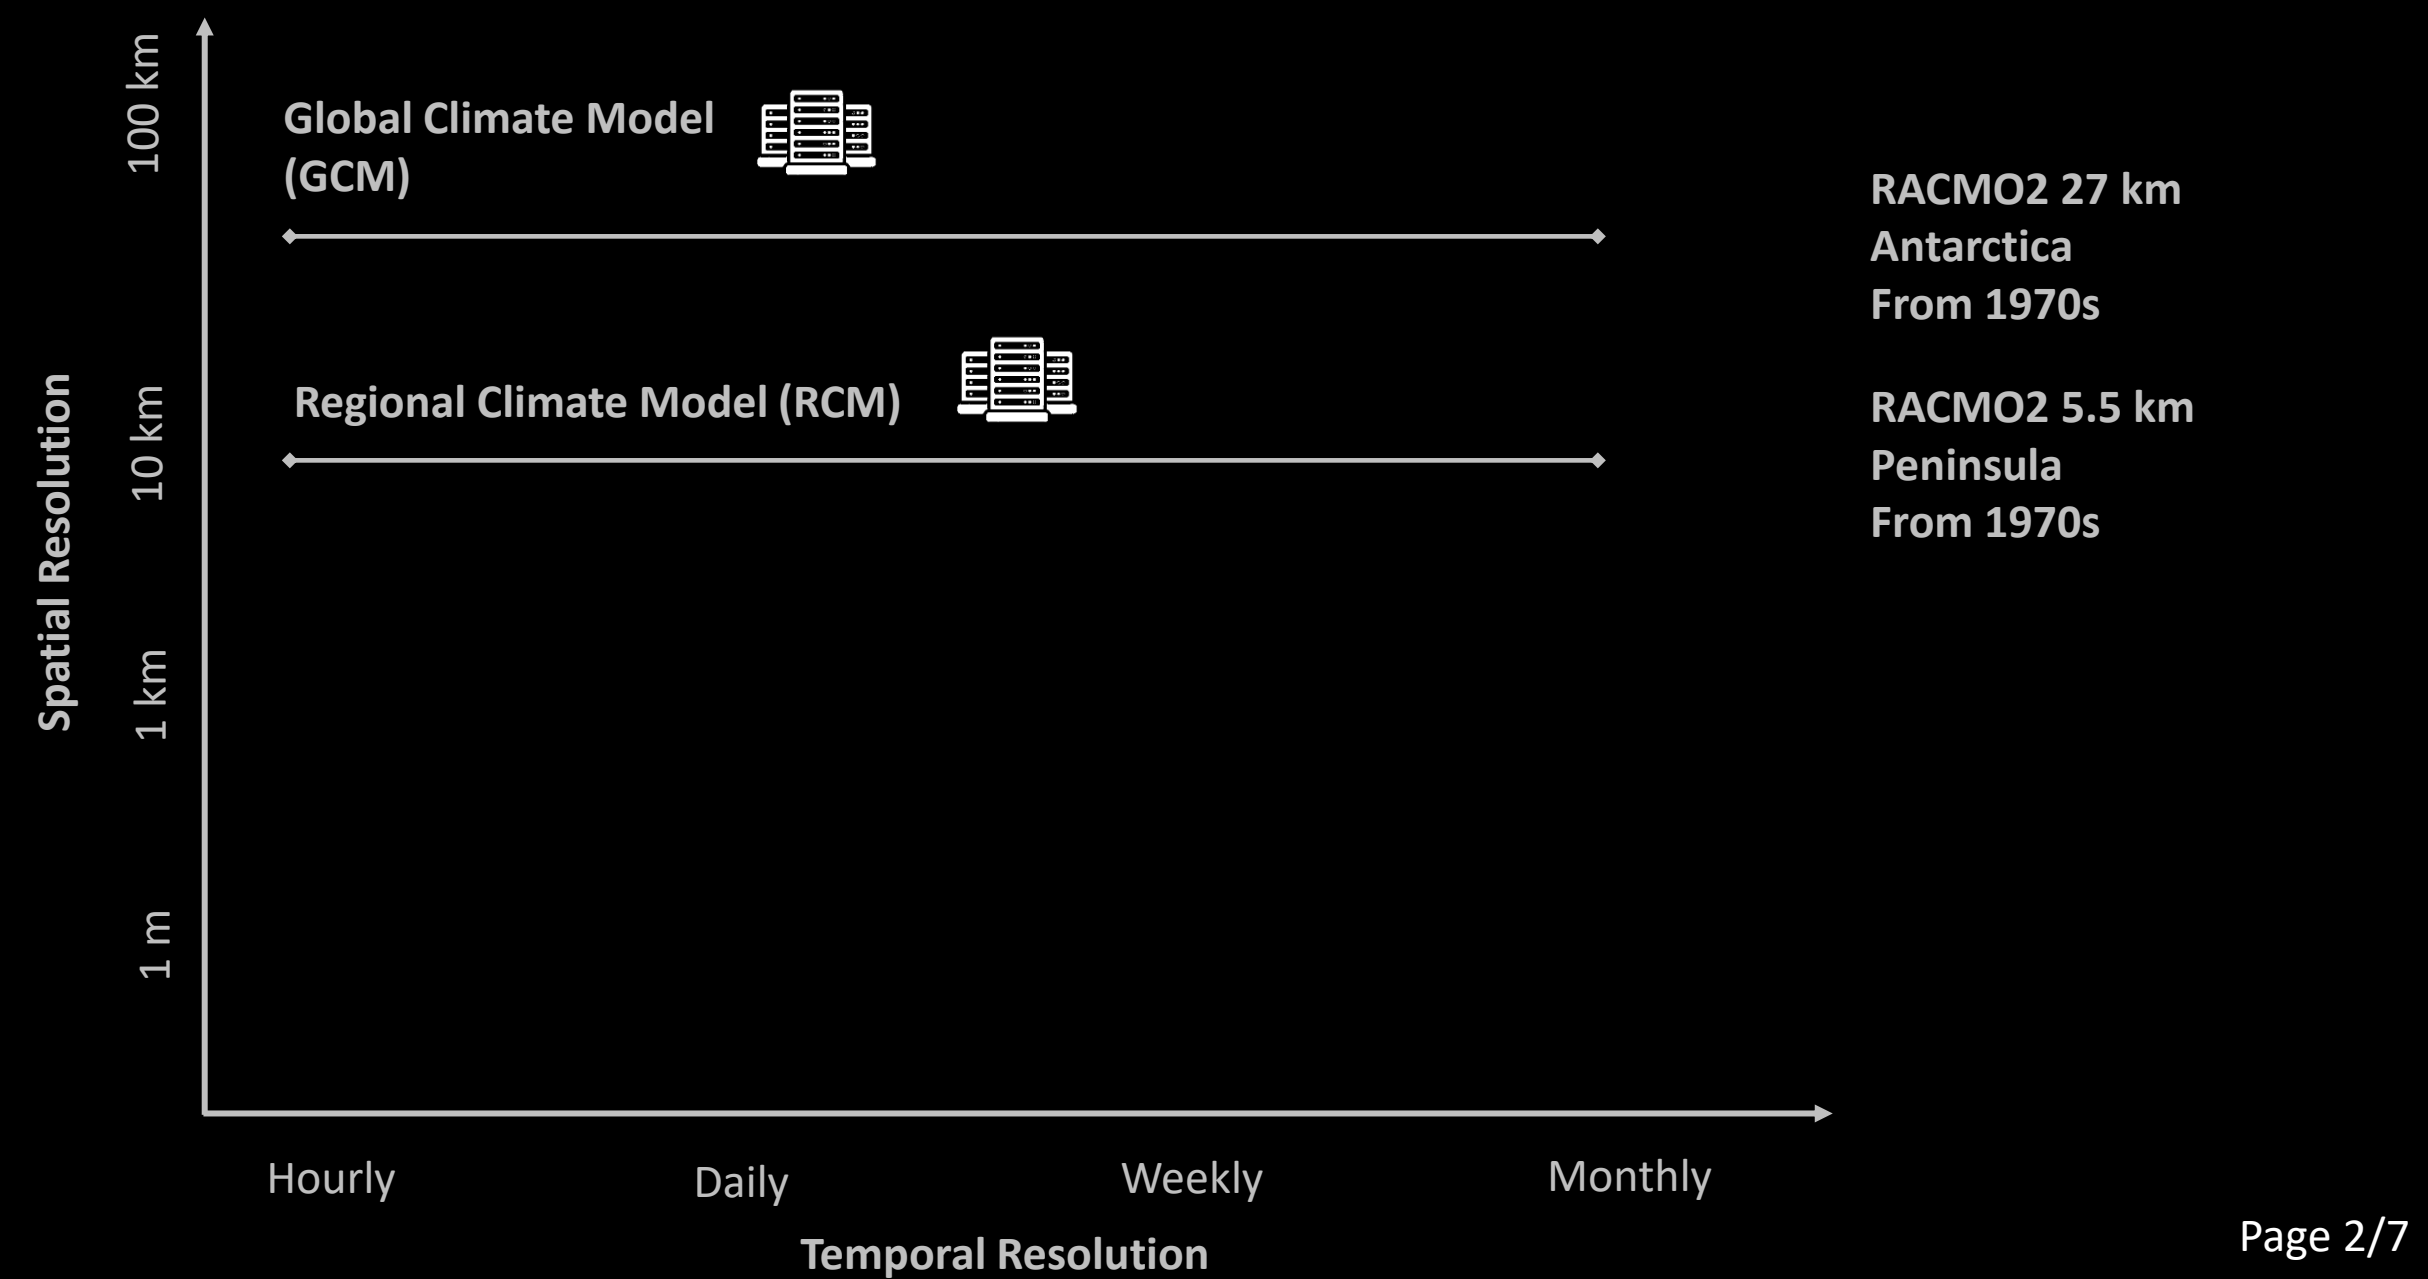 100 km
10 km
1 km
1 m
Spatial Resolution
Global Climate Model
(GCM)
Regional Climate Model (RCM)
RACMO2 27 km
Antarctica
From 1970s
RACMO2 5.5 km
Peninsula
From 1970s
Hourly
Daily
Weekly
Monthly
Temporal Resolution
Page 2/7